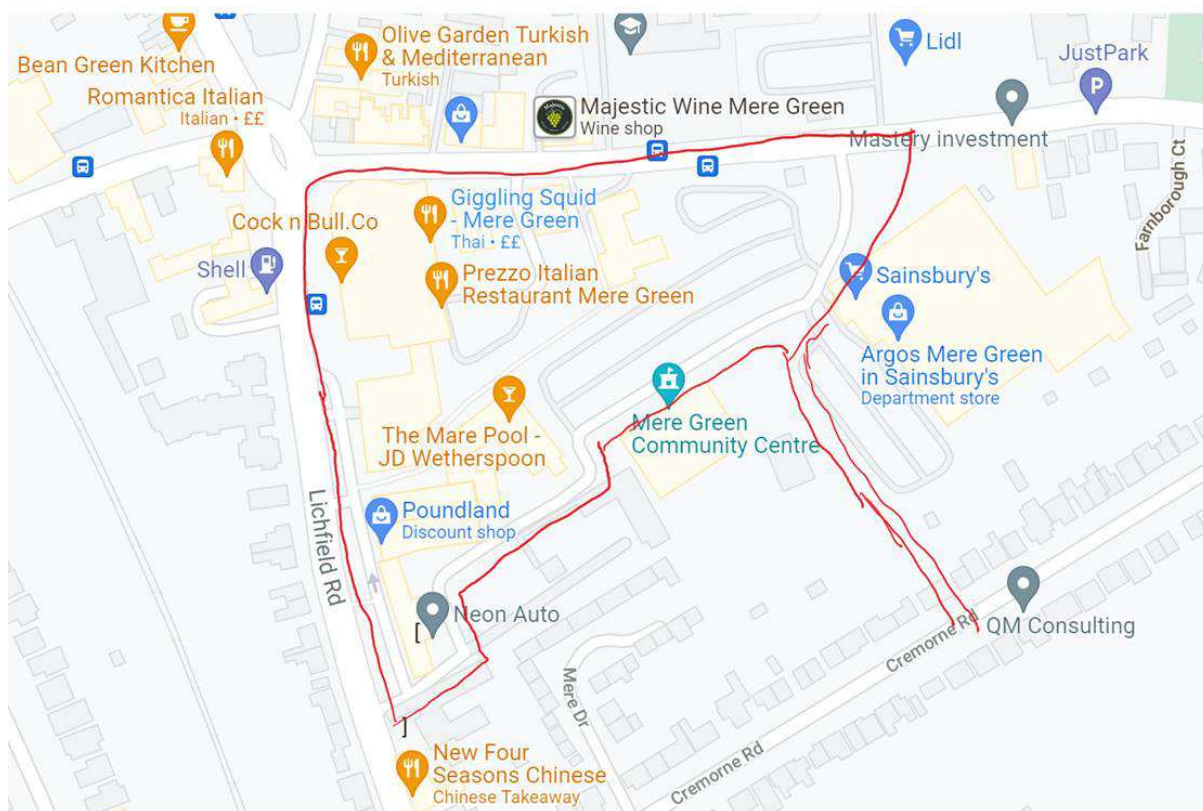 Bean Green Kitchen
Romantica Italian
Italian • ££
Olive Garden Turkish
& Mediterranean
Turkish
Majestic
Majestic Wine Mere Green
Wine shop
Lidl
JustPark
P
Mastery investment
Farnborough Ct
Cock n Bull.Co
Giggling Squid
- Mere Green
Thai • ££
Shell
Prezzo Italian
Restaurant Mere Green
Sainsbury's
Argos Mere Green
in Sainsbury's
Department store
The Mare Pool -
JD Wetherspoon
Mere Green
Community Centre
Lichfield Rd
Poundland
Discount shop
[
Neon Auto
]
Mere Dr
Cremorne Rd
QM Consulting
New Four
Seasons Chinese
Chinese Takeaway
Cremorne Rd